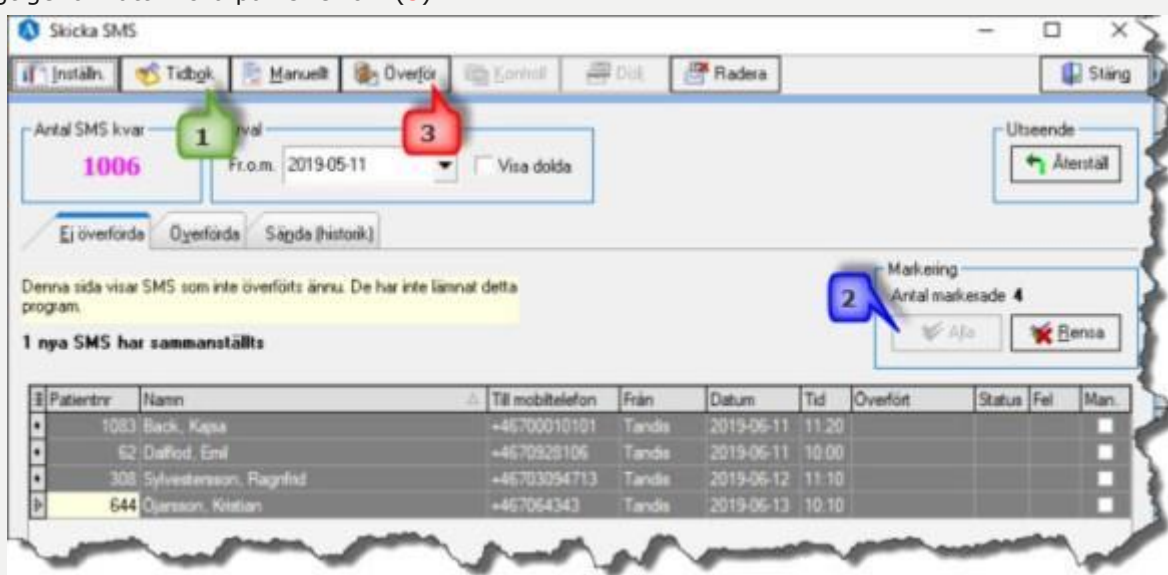 (3)
Skicka SMS
Inställn. Tidbok Manuellt Överför Kontroll Dölj Radera Stäng
Antal SMS kvar
1006
1
Fr.o.m. 2019-05-11
3
Visa dolda
Utseende
Återställ
Ej överförda Överförda Sända (historik)
Denna sida visar SMS som inte överförts ännu. De har inte lämnat detta
program.
1 nya SMS har sammanställts
2
Markering
Antal markerade 4
Alla Rensa
Patientnr Namn Till mobiltelefon Från Datum Tid Överfört Status Fel Man.
1083 Back, Kajsa +46700010101 Tandis 2019-06-11 11:20
62 Emil +4670928106 Tandis 2019-06-11 10:00
308 Sylvestersson, Ragnfrid +46703094713 Tandis 2019-06-12 11:10
644 Kristian +467064343 Tandis 2019-06-13 10:10